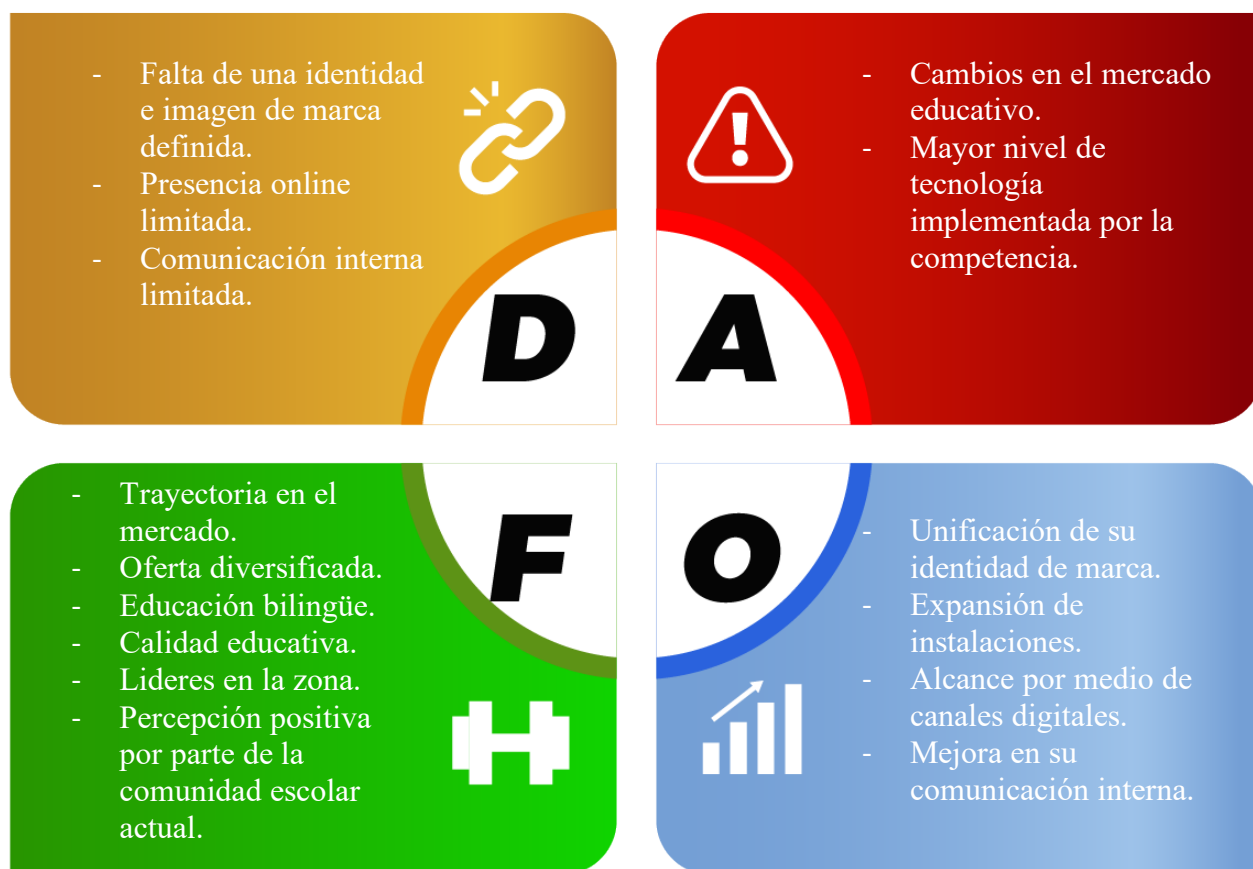 - Falta de una identidad
e imagen de marca
definida.
- Presencia online
limitada.
- Comunicación interna
limitada.
D
- Cambios en el mercado
educativo.
- Mayor nivel de
tecnología
implementada por la
competencia.
A
- Trayectoria en el
mercado.
- Oferta diversificada.
- Educación bilingüe.
- Calidad educativa.
- Lideres en la zona.
- Percepción positiva
por parte de la
comunidad escolar
actual.
F
- Unificación de su
identidad de marca.
- Expansión de
instalaciones.
- Alcance por medio de
canales digitales.
- Mejora en su
comunicación interna.
O